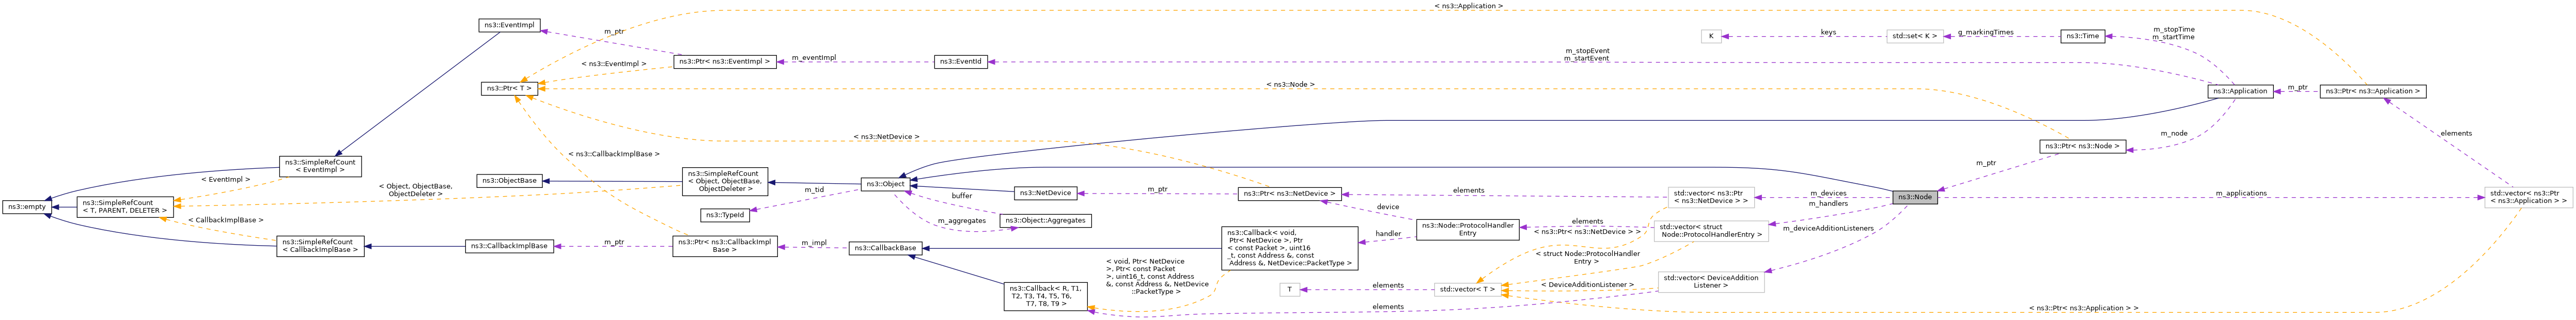 < ns3::Application >
ns3::EventImpl
m_ptr
m_stopTime
m_startTime
K
keys
std::set< K >
g_markingTimes
ns3::Time
m_stopEvent
m_startEvent
< ns3::EventImpl >
ns3::Ptr< ns3::EventImpl >
m_eventImpl
ns3::EventId
ns3::Ptr< T >
< ns3::Node >
ns3::Application
m_ptr
ns3::Ptr< ns3::Application >
< ns3::NetDevice >
m_node
elements
ns3::Ptr< ns3::Node >
< ns3::CallbackImplBase >
m_ptr
ns3::SimpleRefCount
< EventImpl >
< EventImpl >
ns3::ObjectBase
ns3::SimpleRefCount
< Object, ObjectBase,
ObjectDeleter >
< Object, ObjectBase,
ObjectDeleter >
m_tid
ns3::Object
buffer
ns3::NetDevice
m_ptr
ns3::Ptr< ns3::NetDevice >
elements
std::vector< ns3::Ptr
< ns3::NetDevice > >
m_devices
m_handlers
ns3::Node
m_applications
std::vector< ns3::Ptr
< ns3::Application > >
ns3::empty
ns3::SimpleRefCount
< T, PARENT, DELETER >
ns3::TypeId
m_aggregates
ns3::Object::Aggregates
device
< CallbackImplBase >
ns3::SimpleRefCount
< CallbackImplBase >
ns3::CallbackImplBase
m_ptr
ns3::Ptr< ns3::CallbackImpl
Base >
m_impl
ns3::CallbackBase
ns3::Callback< void,
Ptr< NetDevice >, Ptr
< const Packet >, uint16
_t, const Address &, const
Address &, NetDevice::PacketType >
handler
ns3::Node::ProtocolHandler
Entry
elements
< ns3::Ptr< ns3::NetDevice > >
std::vector< struct
Node::ProtocolHandlerEntry >
m_deviceAdditionListeners
< void, Ptr< NetDevice
>, Ptr< const Packet
>, uint16_t, const Address
&, const Address &, NetDevice
::PacketType >
< struct Node::ProtocolHandler
Entry >
ns3::Callback< R, T1,
T2, T3, T4, T5, T6,
T7, T8, T9 >
T
elements
std::vector< T >
< DeviceAdditionListener >
std::vector< DeviceAddition
Listener >
elements
< ns3::Ptr< ns3::Application > >